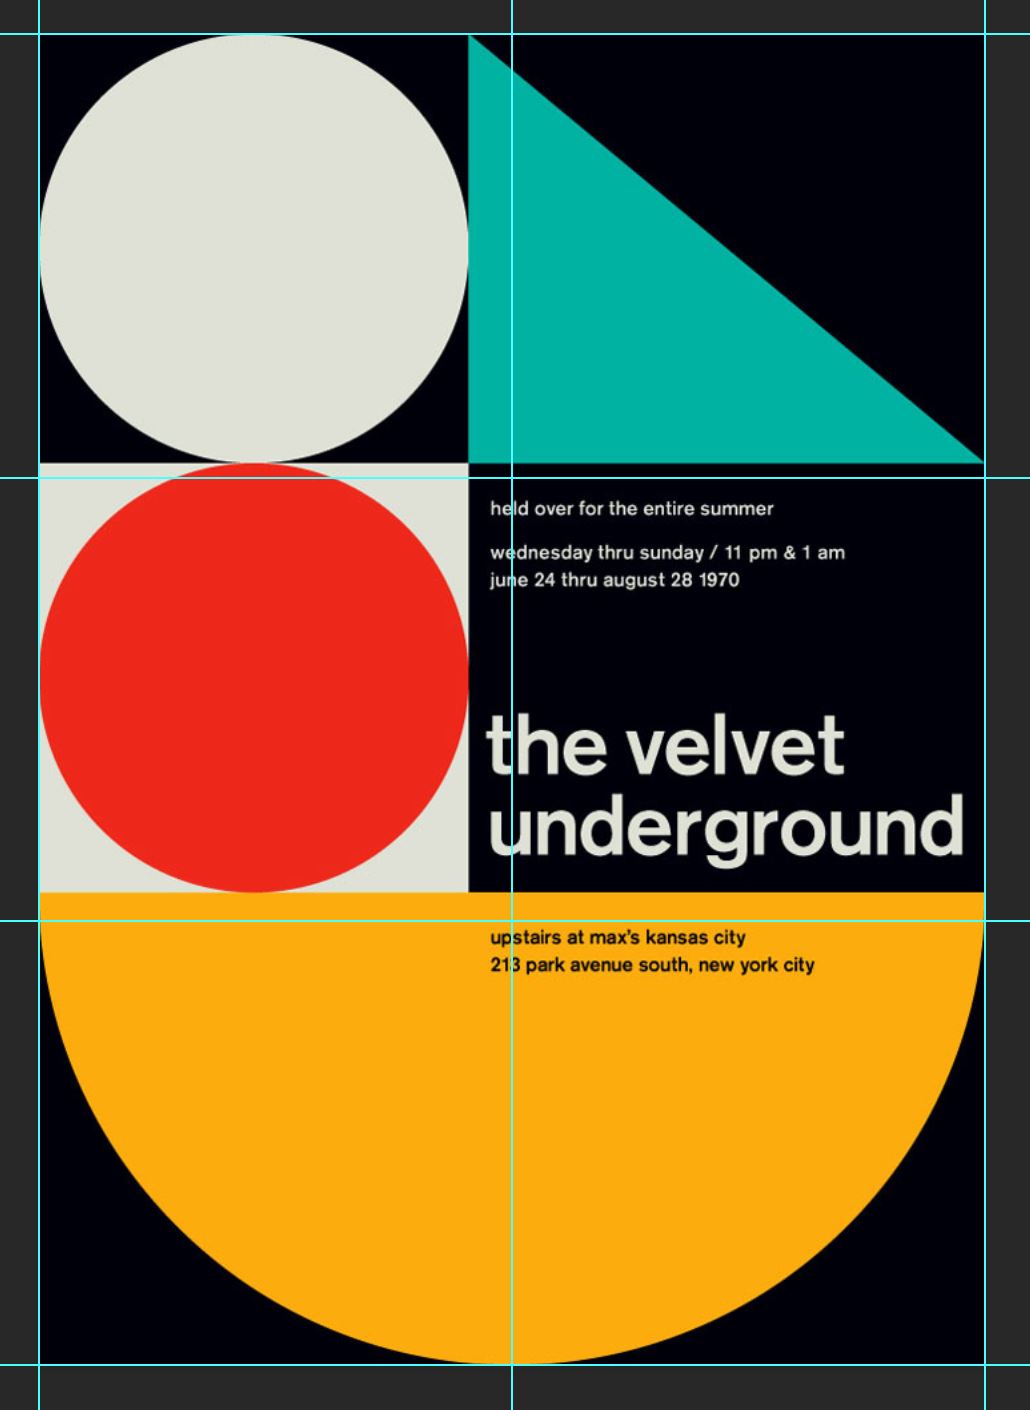 held over for the entire summer
wednesday thru sunday / 11 pm & 1 am
june 24 thru august 28 1970
the velvet
underground
upstairs at max's kansas city
213 park avenue south, new york city